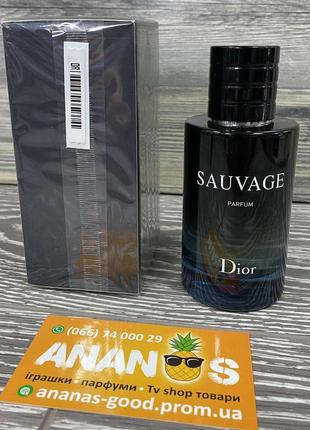 SAUVAGE
PARFUM
Dior
(066) 74 000 29
ANANAS
іграшки • парфуми • Tv shop товари
ananas-good.prom.ua